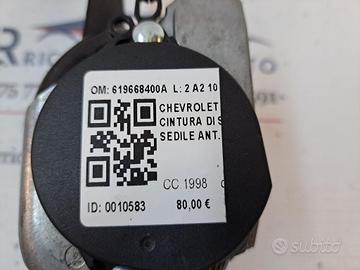 OM: 619668400A L: 2 A2 10
CHEVROLET
CINTURA DI S
SEDILE ANT.
CC.1998
ID: 0010583 80,00 €
subito